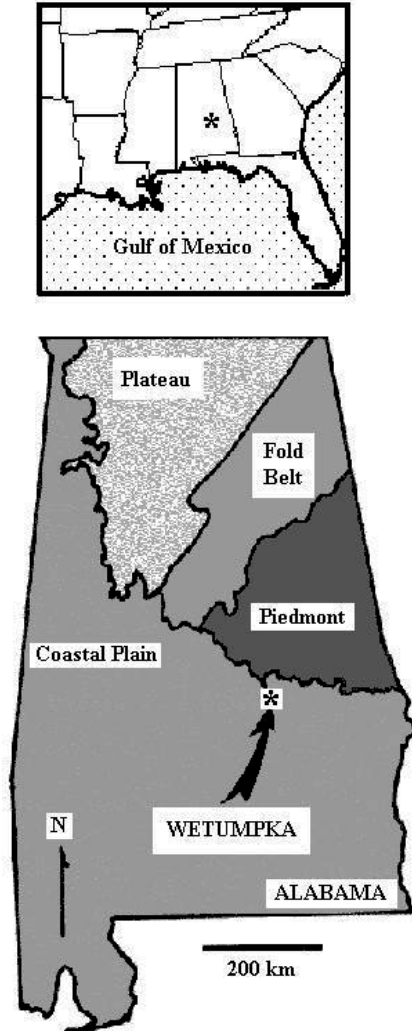 *
Gulf of Mexico
Plateau
Fold
Belt
Piedmont
Coastal Plain
*
N
WETUMPKA
ALABAMA
200 km